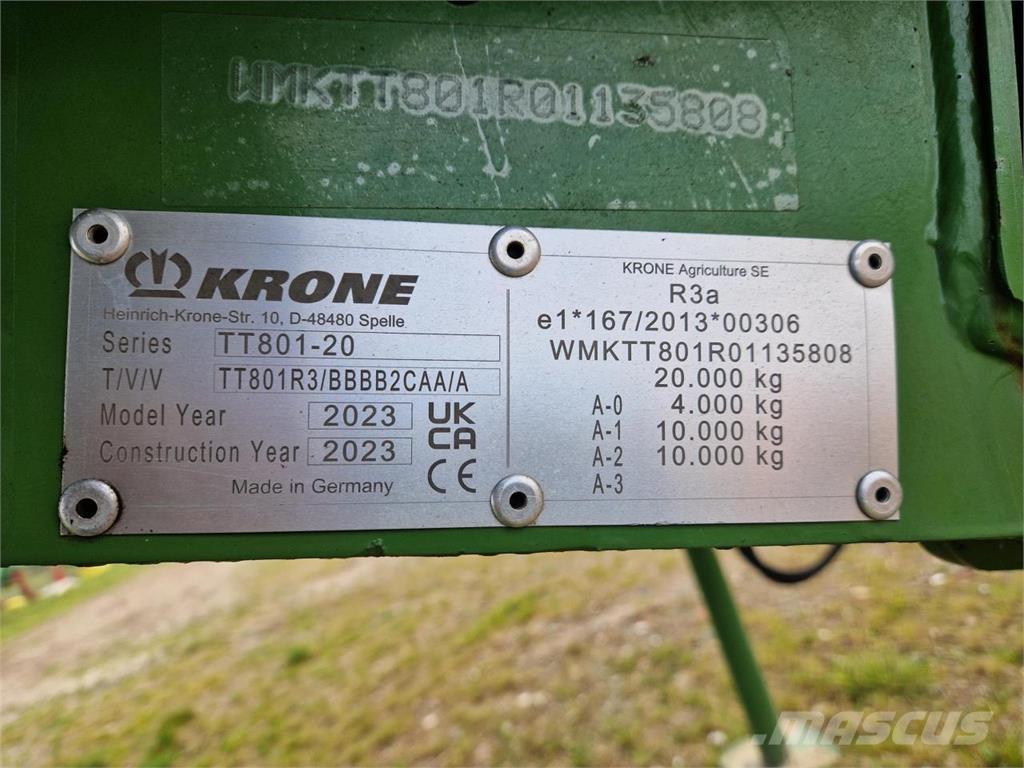 WMKTT801R01135808
KRONE
Heinrich-Krone-Str. 10, D-48480 Spelle
Series TT801-20
T/V/V TT801R3/BBBB2CAA/A
Model Year 2023
Construction Year 2023
UK
CA
CE
Made in Germany
KRONE Agriculture SE
R3a
e1*167/2013*00306
WMKTT801R01135808
20.000 kg
A-0 4.000 kg
A-1 10.000 kg
A-2 10.000 kg
A-3
MASCUS